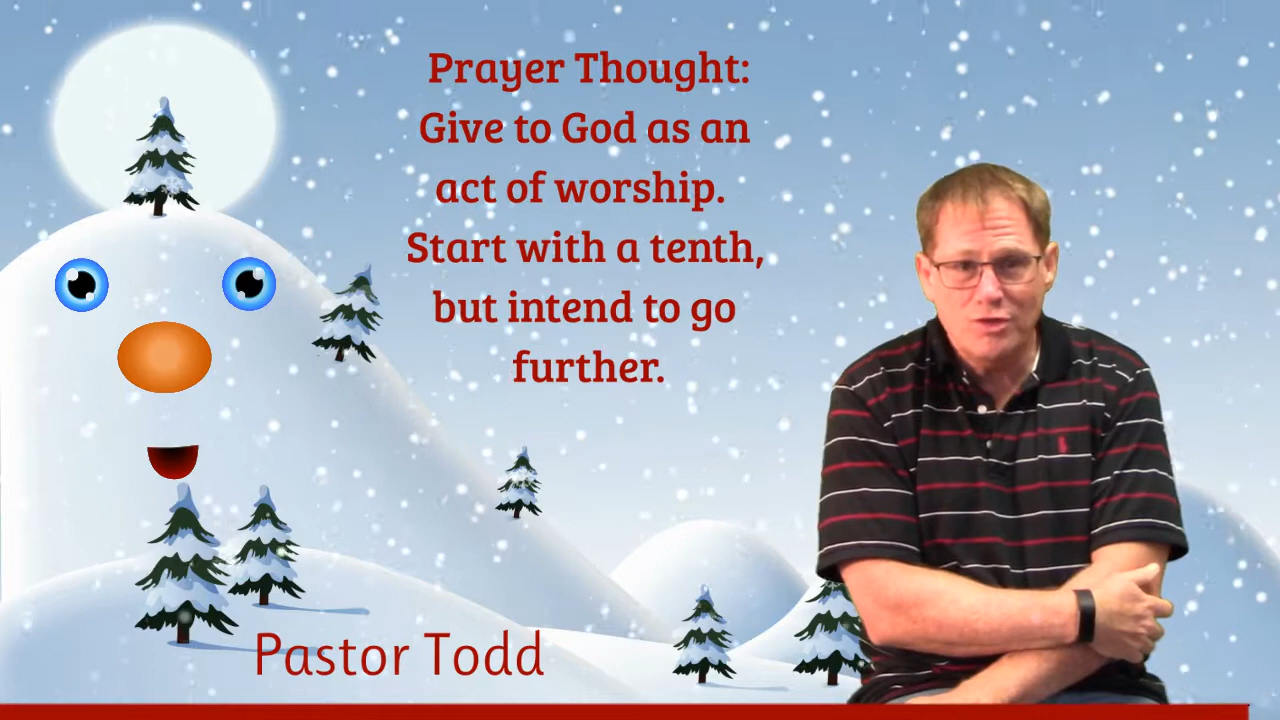 Prayer Thought:
Give to God as an
act of worship.
Start with a tenth,
but intend to go
further.
Pastor Todd